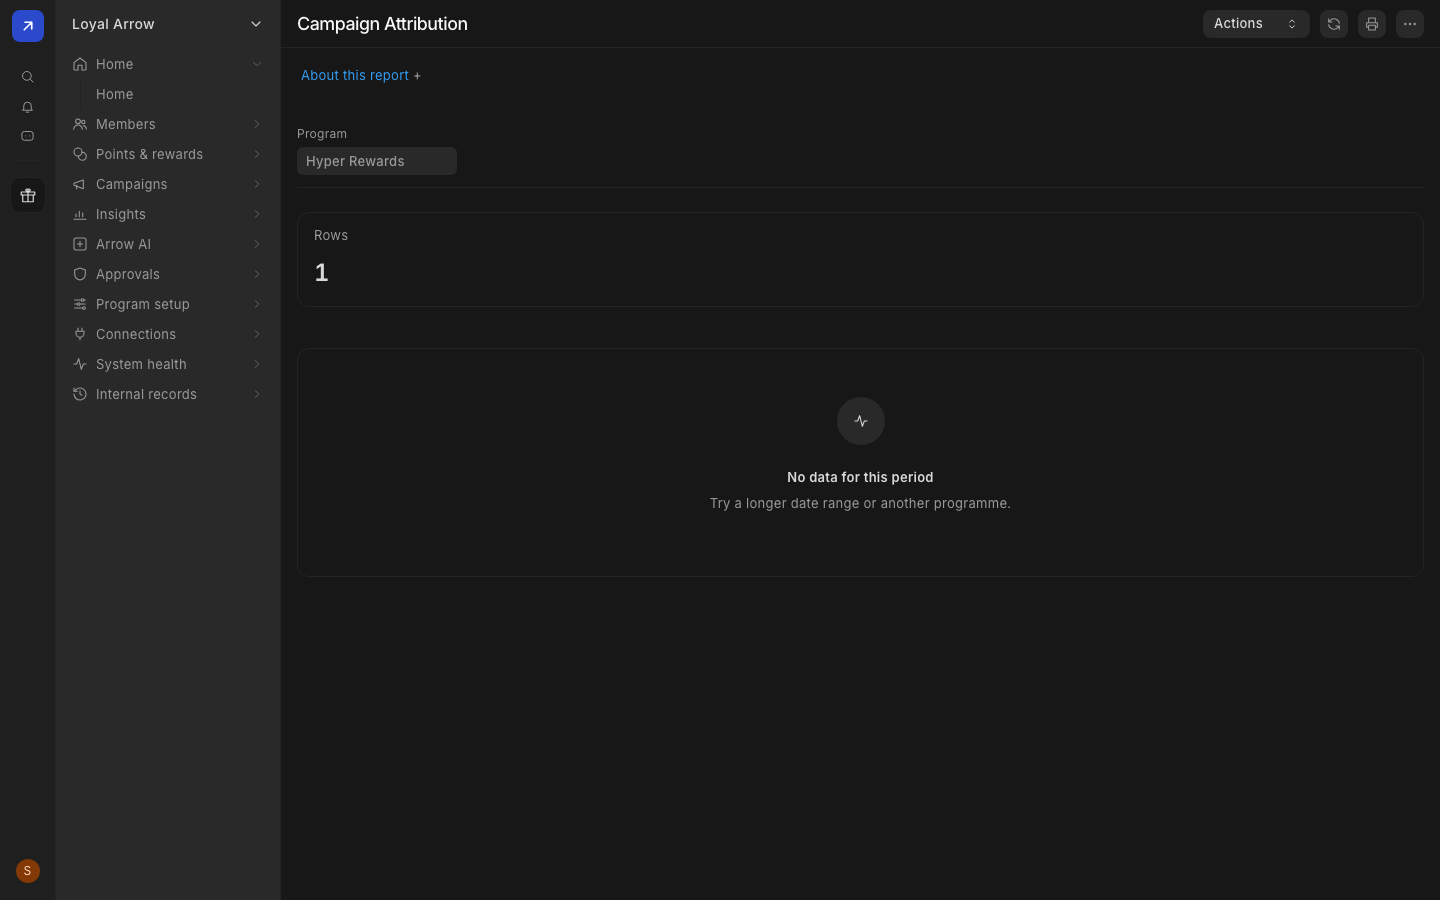 Loyal Arrow
Home
Home
Members
Points & rewards
Campaigns
Insights
Arrow AI
Approvals
Program setup
Connections
System health
Internal records
S
Campaign Attribution
Actions
About this report +
Program
Hyper Rewards
Rows
1
No data for this period
Try a longer date range or another programme.